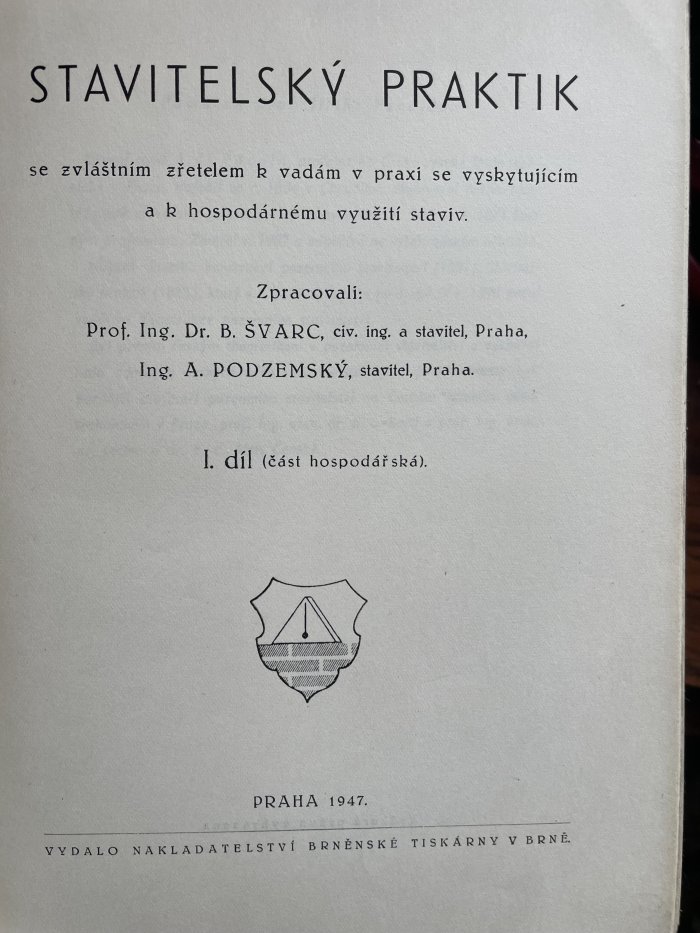 STAVITELSKÝ PRAKTIK
se zvláštním zřetelem k vadám v praxi se vyskytujícím
a k hospodárnému využití staviv.
Zpracovali:
Prof. Ing. Dr. B. ŠVARC, civ. ing. a stavitel, Praha,
Ing. A. PODZEMSKÝ, stavitel, Praha.
I. díl (část hospodářská).
PRAHA 1947.
VYDALO NAKLADATELSTVÍ BRNĚNSKÉ TISKÁRNY V BRNĚ.